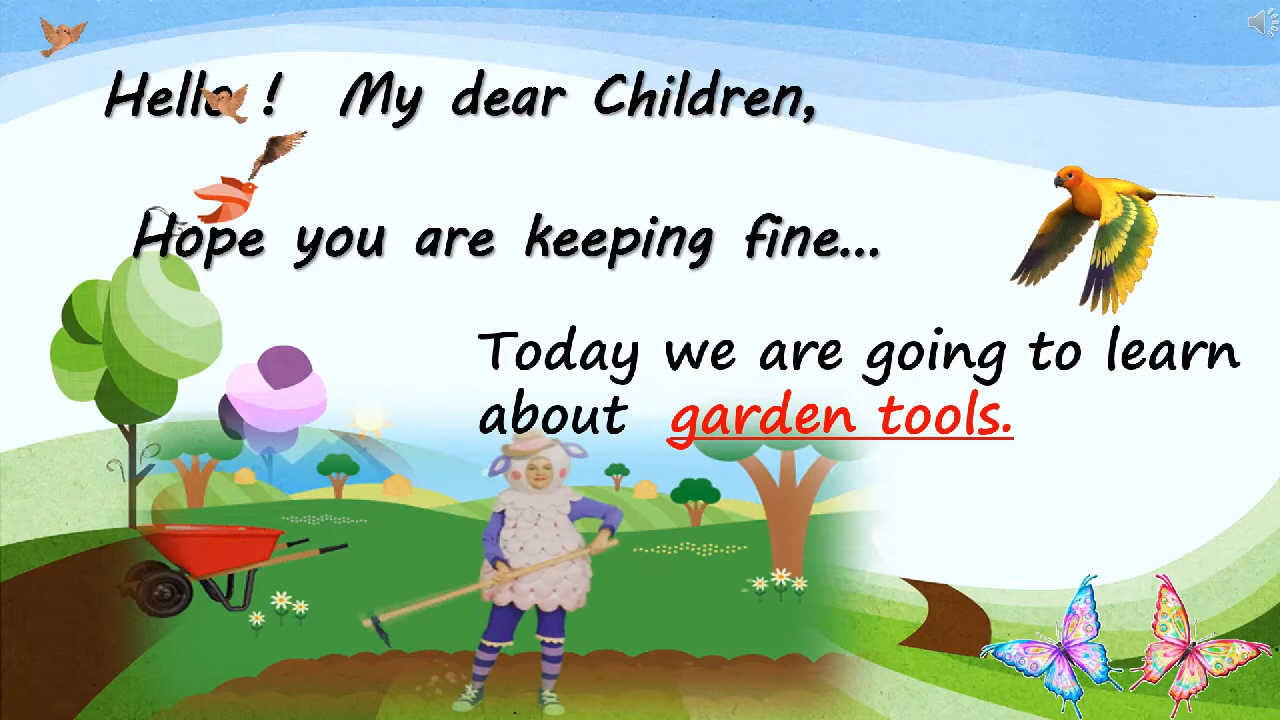 Hello ! My dear Children,
Hope you are keeping fine...
Today we are going to learn
about garden tools.